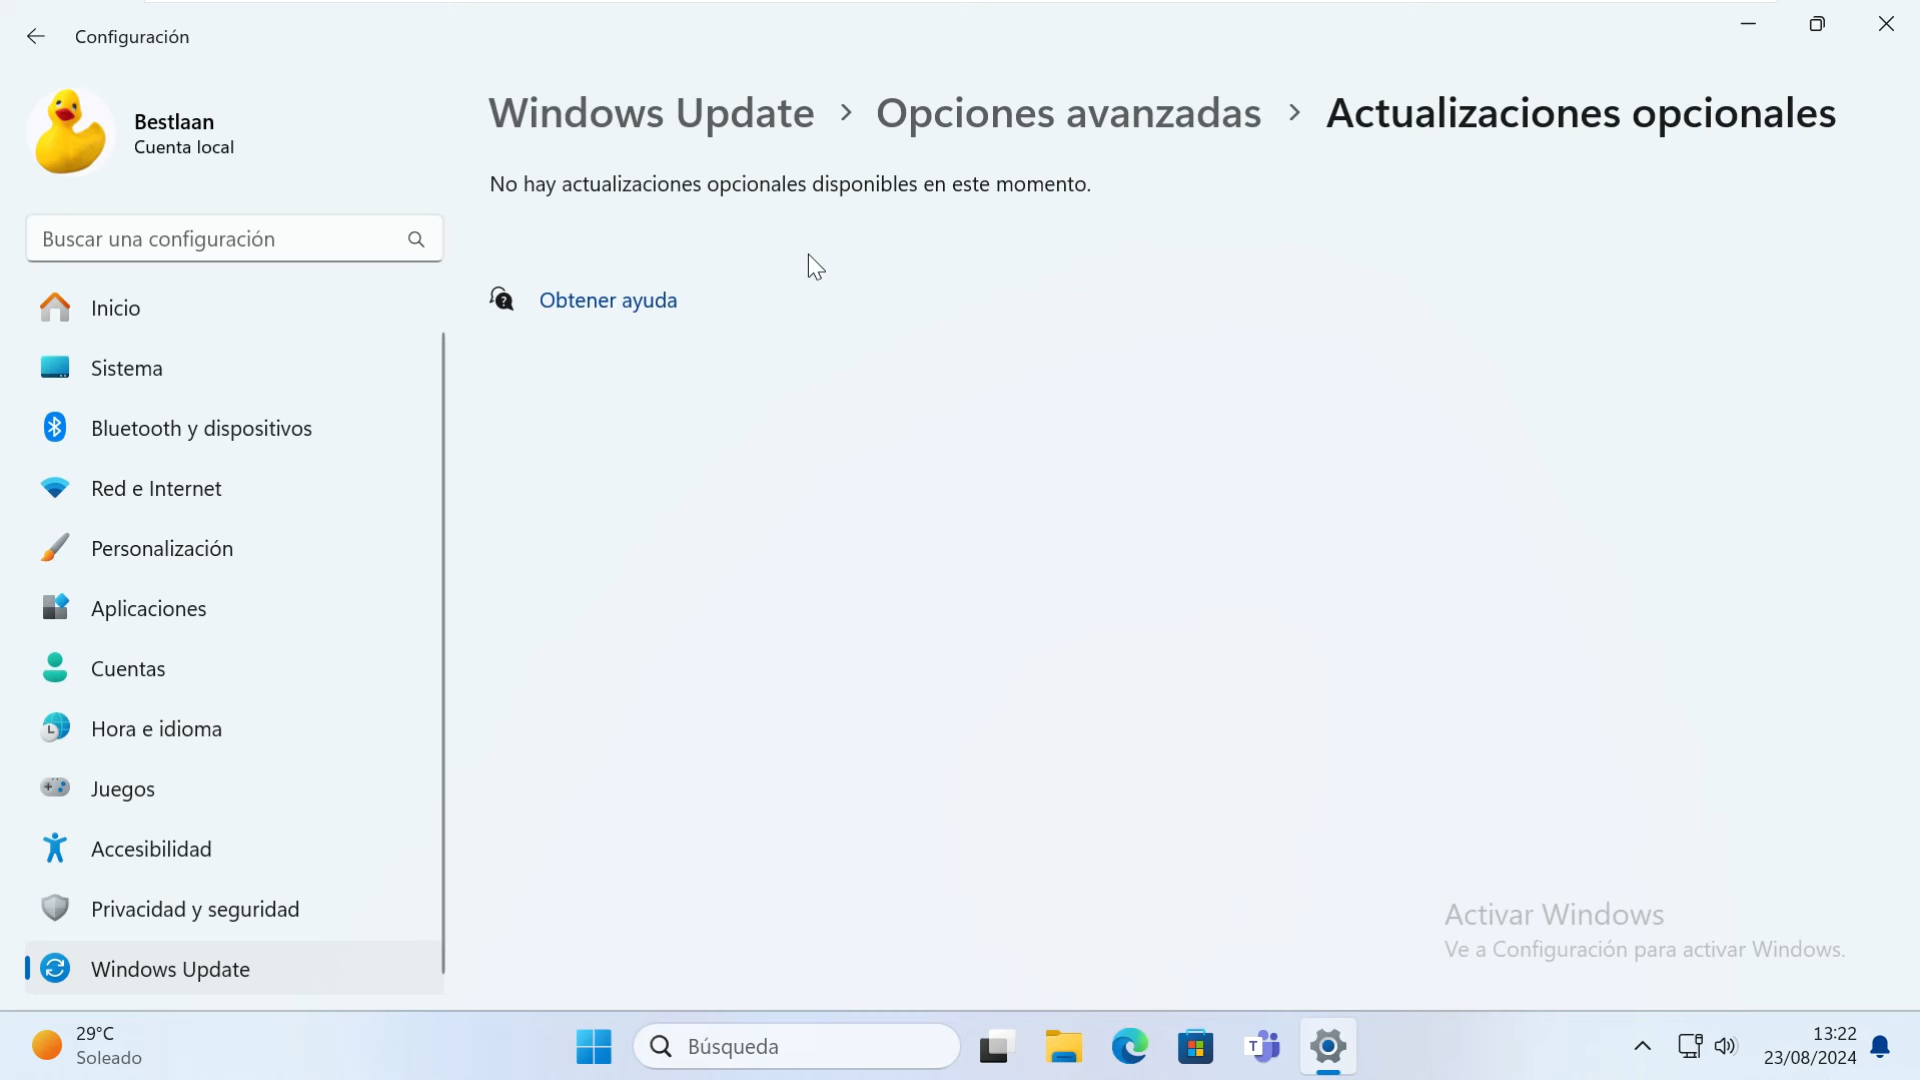 Configuración
Bestlaan
Cuenta local
Buscar una configuración
Inicio
Sistema
Bluetooth y dispositivos
Red e Internet
Personalización
Aplicaciones
Cuentas
Hora e idioma
Juegos
Accesibilidad
Privacidad y seguridad
Windows Update
Windows Update > Opciones avanzadas > Actualizaciones opcionales
No hay actualizaciones opcionales disponibles en este momento.
Obtener ayuda
Activar Windows
Ve a Configuración para activar Windows.
29°C
Soleado
Búsqueda
13:22
23/08/2024